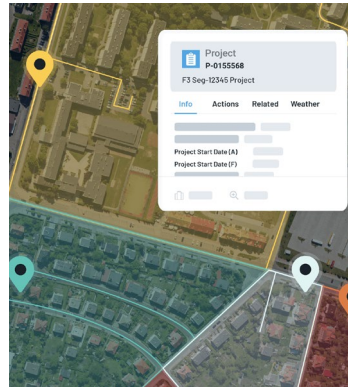 Project
P-0155568
F3 Seg-12345 Project
Info Actions Related Weather
Project Start Date (A)
Project Start Date (F)